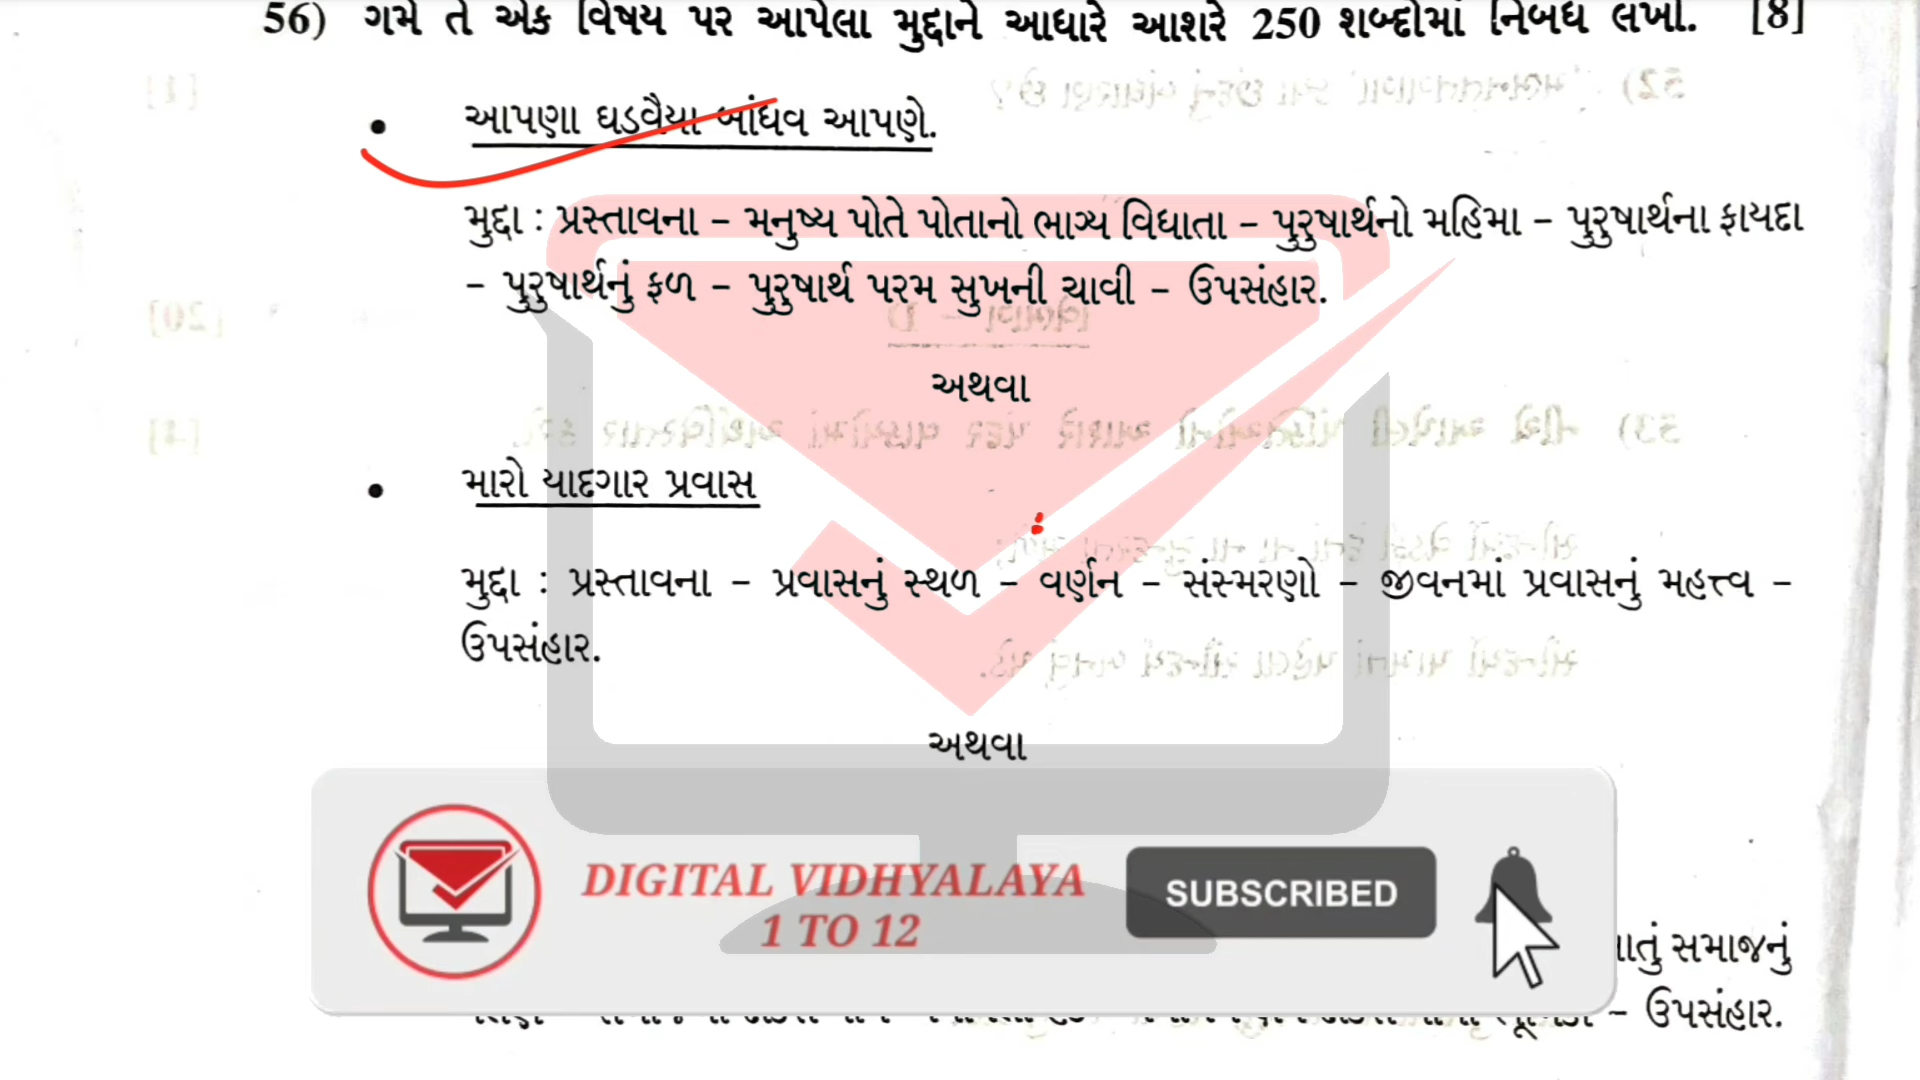 56) ગમે તે એક વિષય પર આપેલા મુદ્દાને આધારે આશરે 250 શબ્દોમાં નિબંધ લખો. [8]
• આપણા ઘડવૈયા બાંધવ આપણે.
મુદ્દા : પ્રસ્તાવના – મનુષ્ય પોતે પોતાનો ભાગ્ય વિધાતા – પુરુષાર્થનો મહિમા – પુરુષાર્થના ફાયદા
– પુરુષાર્થનું ફળ – પુરુષાર્થ પરમ સુખની ચાવી – ઉપસંહાર.
અથવા
• મારો યાદગાર પ્રવાસ
મુદ્દા : પ્રસ્તાવના – પ્રવાસનું સ્થળ – વર્ણન – સંસ્મરણો – જીવનમાં પ્રવાસનું મહત્ત્વ –
ઉપસંહાર.
અથવા
DIGITAL VIDHYALAYA
1 TO 12
SUBSCRIBED
સમાજનું
– ઉપસંહાર.